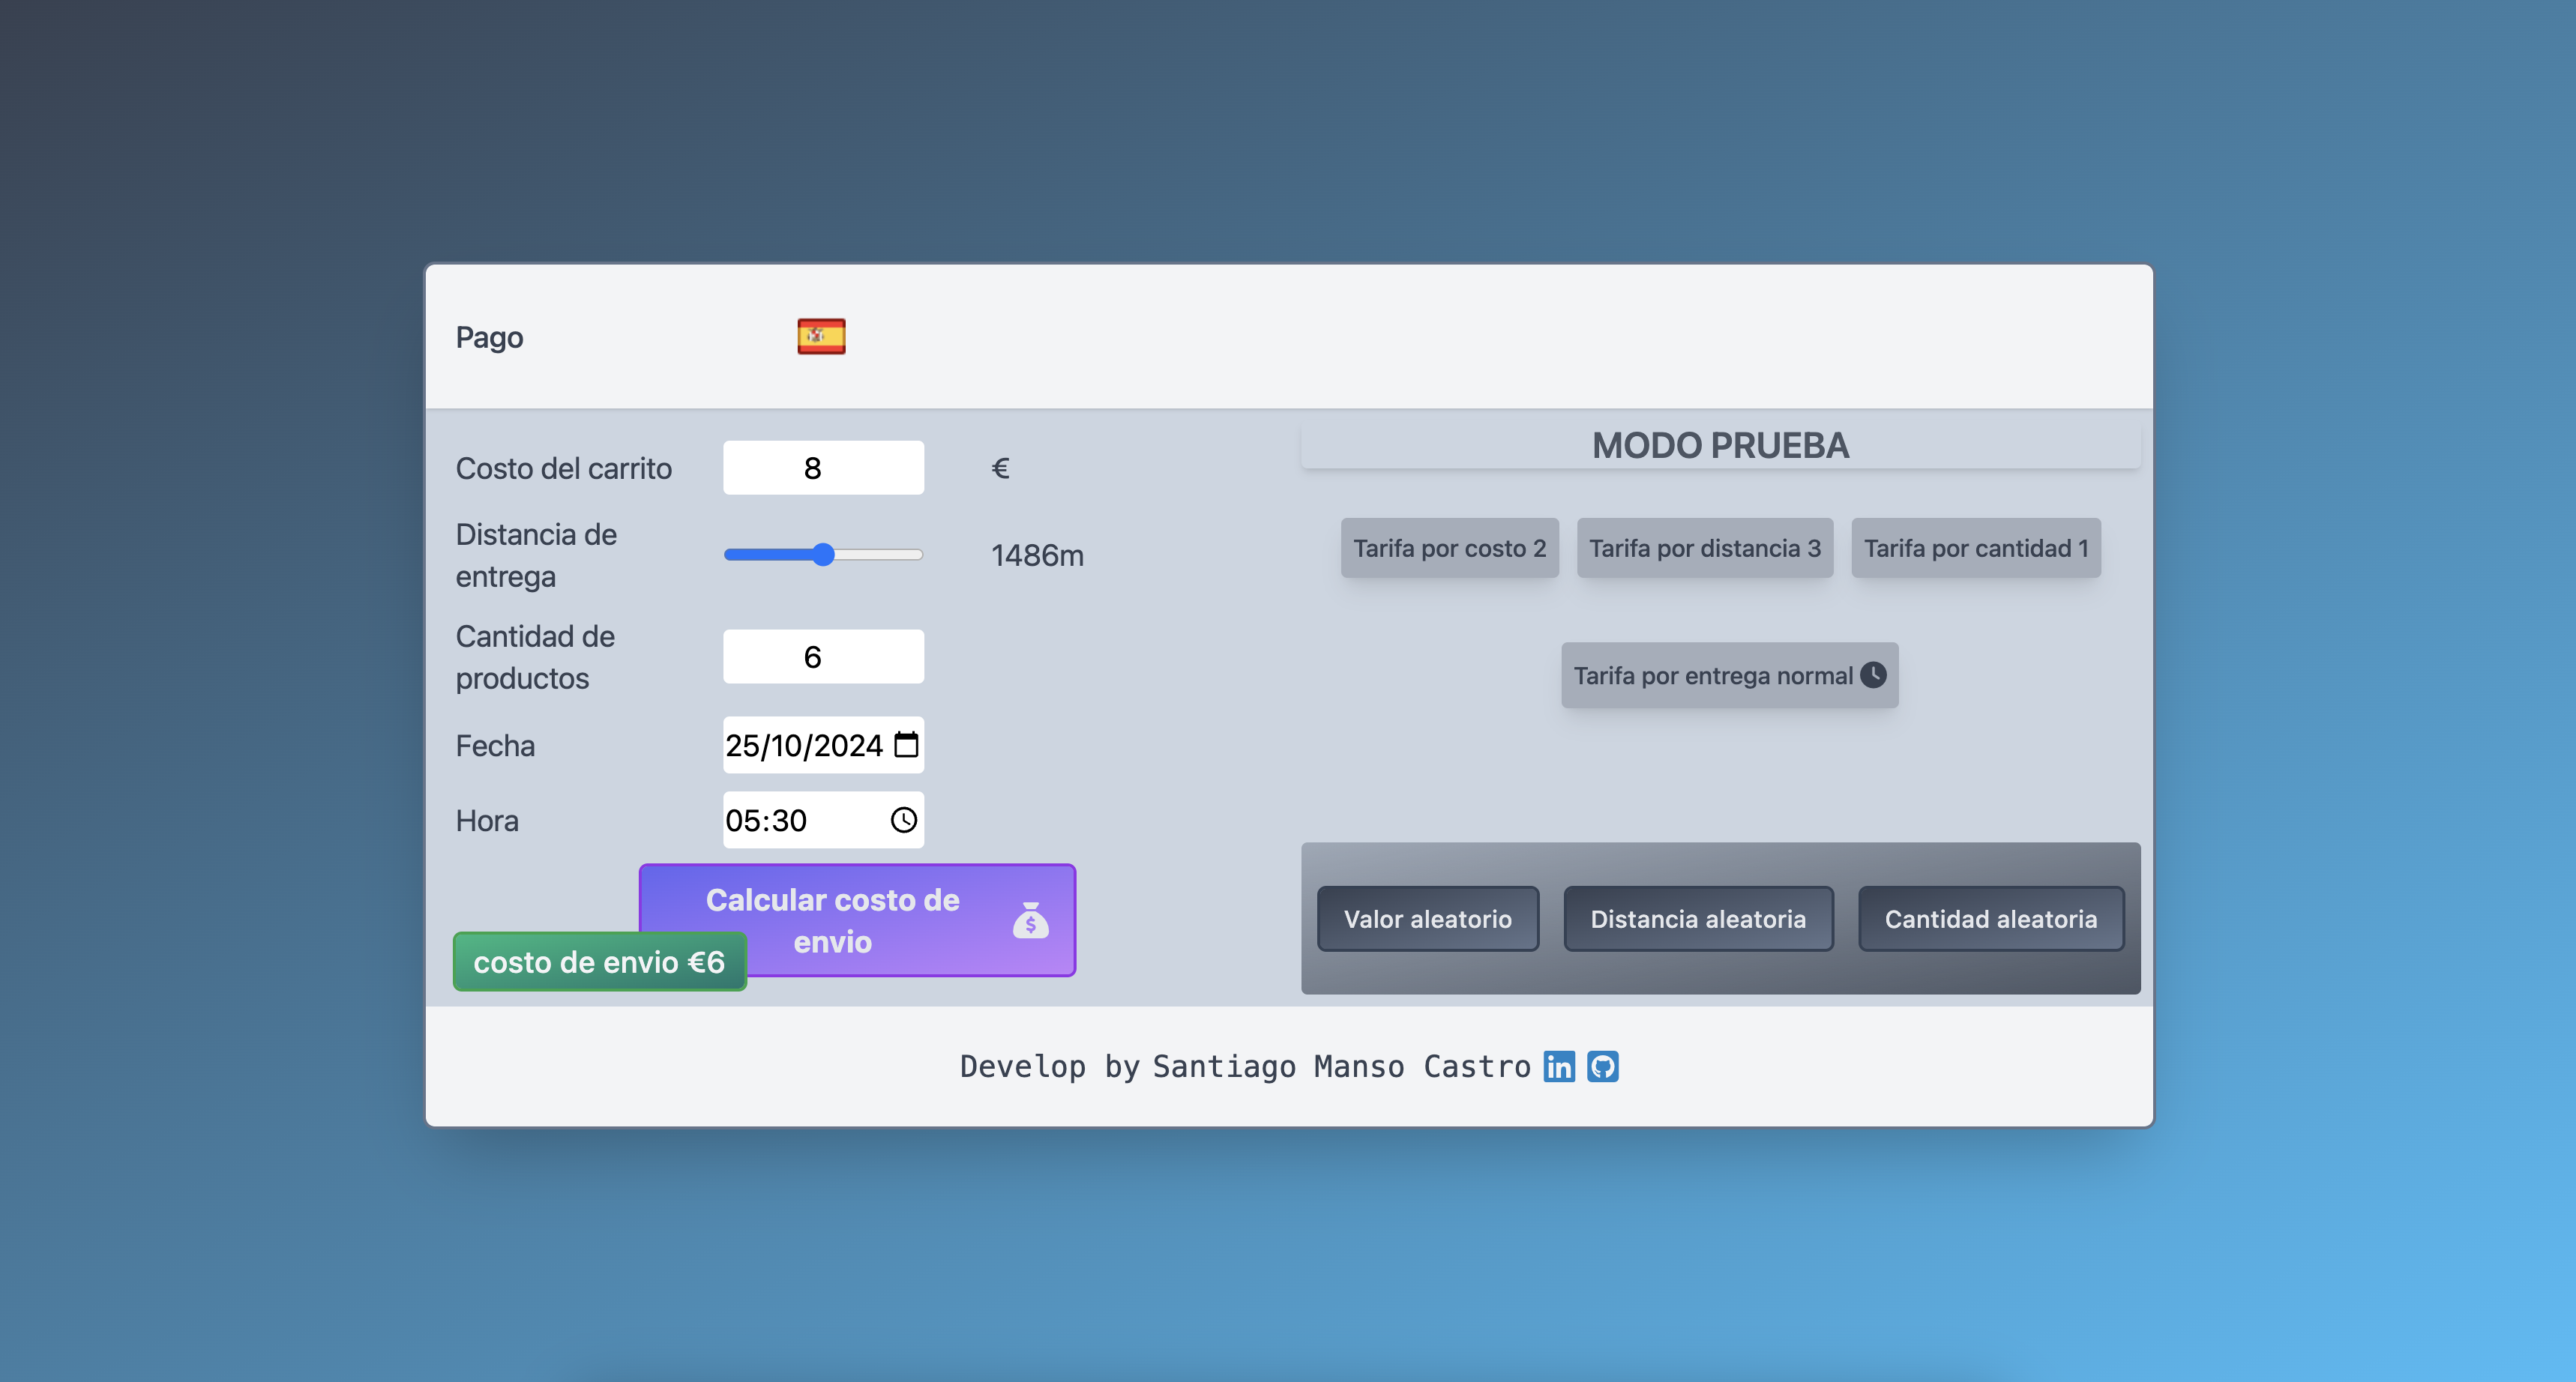 Pago
Costo del carrito
8
€
Distancia de
entrega
1486m
Cantidad de
productos
6
Fecha
25/10/2024
Hora
05:30
Calcular costo de
envio
costo de envio €6
MODO PRUEBA
Tarifa por costo 2
Tarifa por distancia 3
Tarifa por cantidad 1
Tarifa por entrega normal
Valor aleatorio
Distancia aleatoria
Cantidad aleatoria
Develop by Santiago Manso Castro